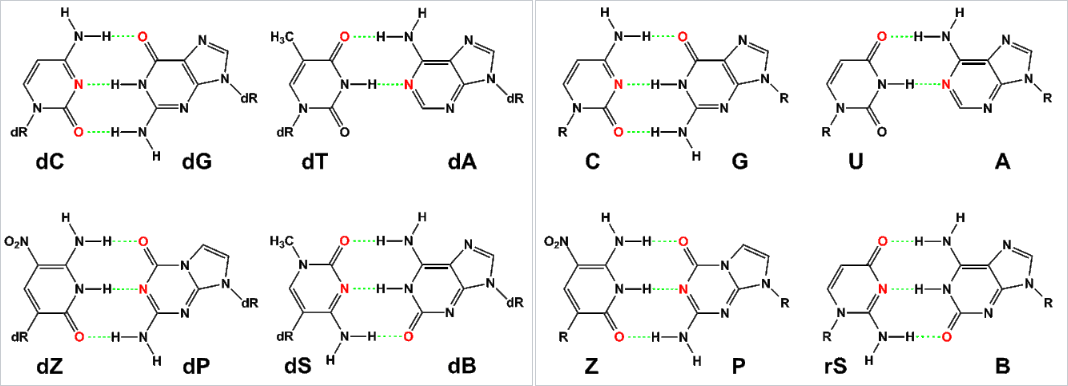 H H
N H O N
N H N
N O N N
dR H N dR
H
dC dG
H₃C O H N H N
N H N
N O N N
dR dR
dT dA
H H
N H O N
N H N
N O N N
R H N R
H
C G
O H N H N
N H N
N O N N
R R
U A
H
O₂N N H O
N H N N
O N N
dR H N dR
H
dZ dP
H₃C O H N H N
N N H N
dR N H O N N
H dR
dS dB
H
O₂N N H O
N H N N
O N N
R H N R
H
Z P
O H N H N
N H N
N N H O N N
R H R
rS B